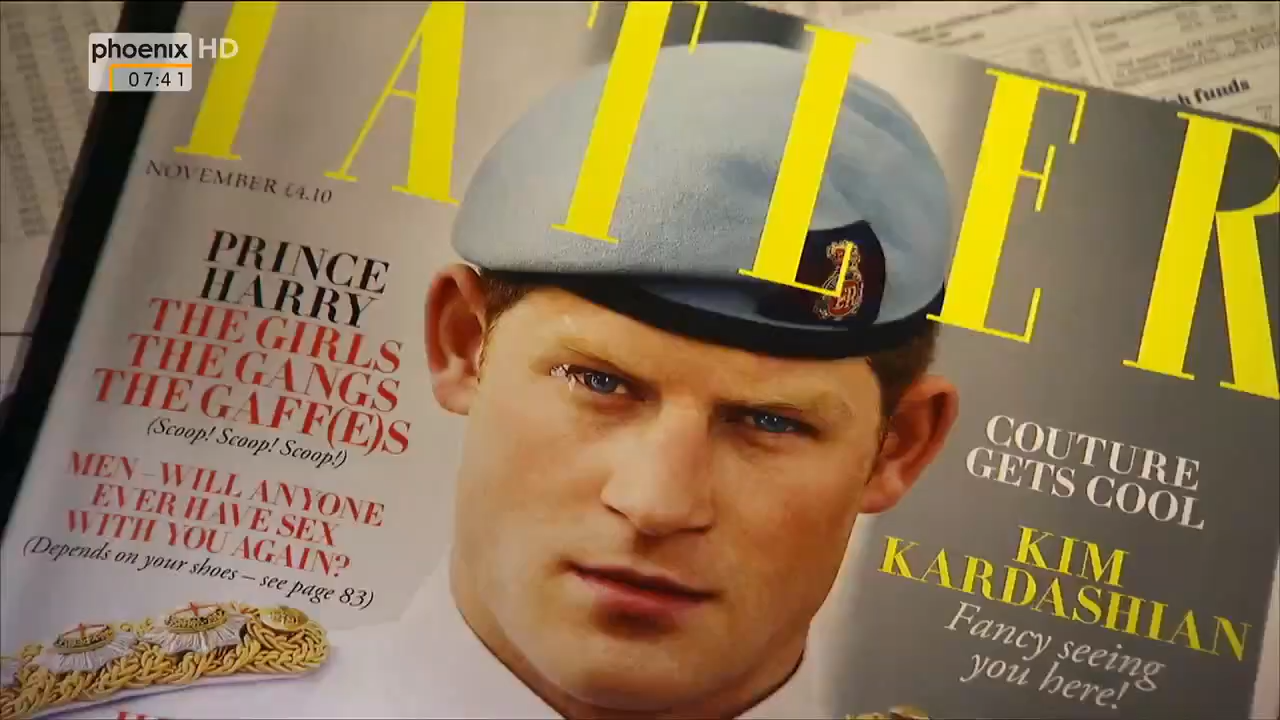 phoenix HD
07:41
TATLER
NOVEMBER £4.10
PRINCE
HARRY
THE GIRLS
THE GANGS
THE GAFF(E)S
(Scoop! Scoop! Scoop!)
MEN – WILL ANYONE
EVER HAVE SEX
WITH YOU AGAIN?
(Depends on your shoes – see page 83)
COUTURE
GETS COOL
KIM
KARDASHIAN
Fancy seeing
you here!
funds